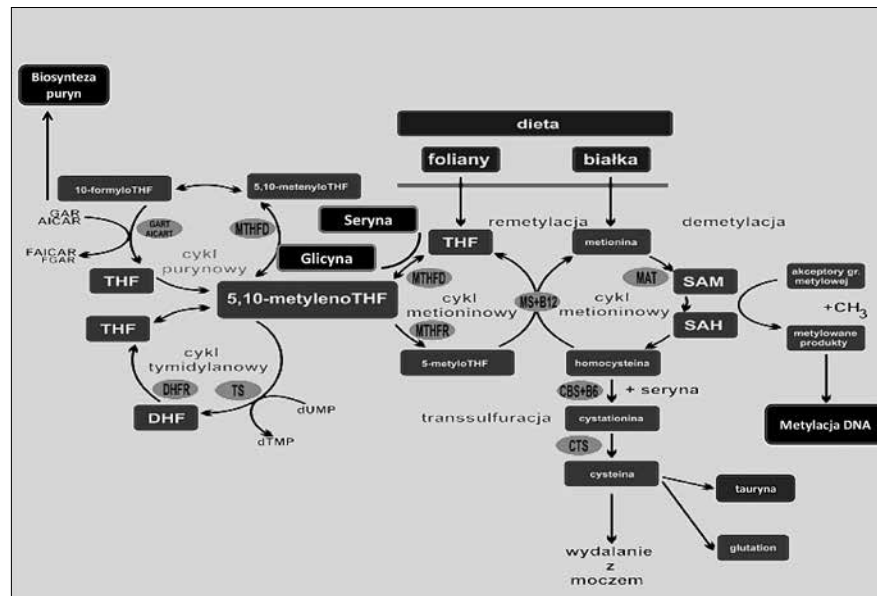 Biosynteza
puryn
dieta
foliany
białka
10-formyloTHF
5,10-metenyloTHF
GAR
AICAR
GART
AICART
MTHFD
Seryna
remetylacja
demetylacja
THF
metionina
FAICAR
FGAR
cykl
purynowy
Glicyna
THF
MTHFD
MAT
SAM
akceptory gr.
metylowej
5,10-metylenoTHF
cykl
metioninowy
MS+B12
cykl
metioninowy
+CH3
THF
MTHFR
SAH
metylowane
produkty
cykl
tymidylanowy
5-metyloTHF
homocysteina
DHFR
TS
CBS+B6
+ seryna
DHF
dUMP
transsulfuracja
cystationina
Metylacja DNA
dTMP
CTS
cysteina
tauryna
glutation
wydalanie
z
moczem